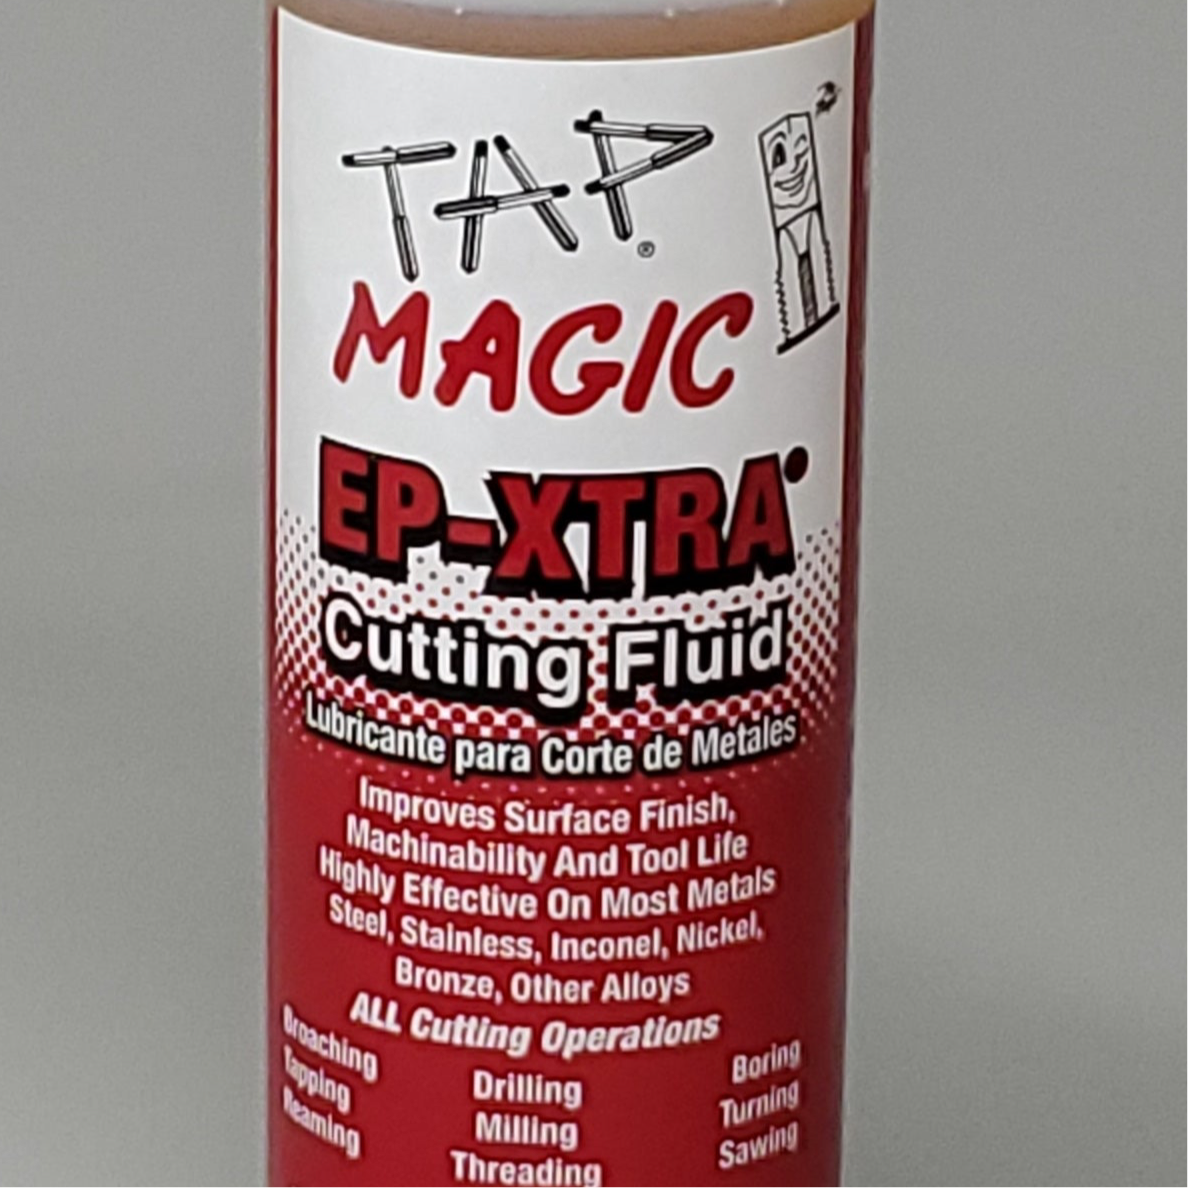 TAP®
MAGIC
EP-XTRA
Cutting Fluid
Lubricante para Corte de Metales
Improves Surface Finish,
Machinability And Tool Life
Highly Effective On Most Metals
Steel, Stainless, Inconel, Nickel,
Bronze, Other Alloys
ALL Cutting Operations
Broaching Drilling Boring
Tapping Milling Turning
Reaming Threading Sawing